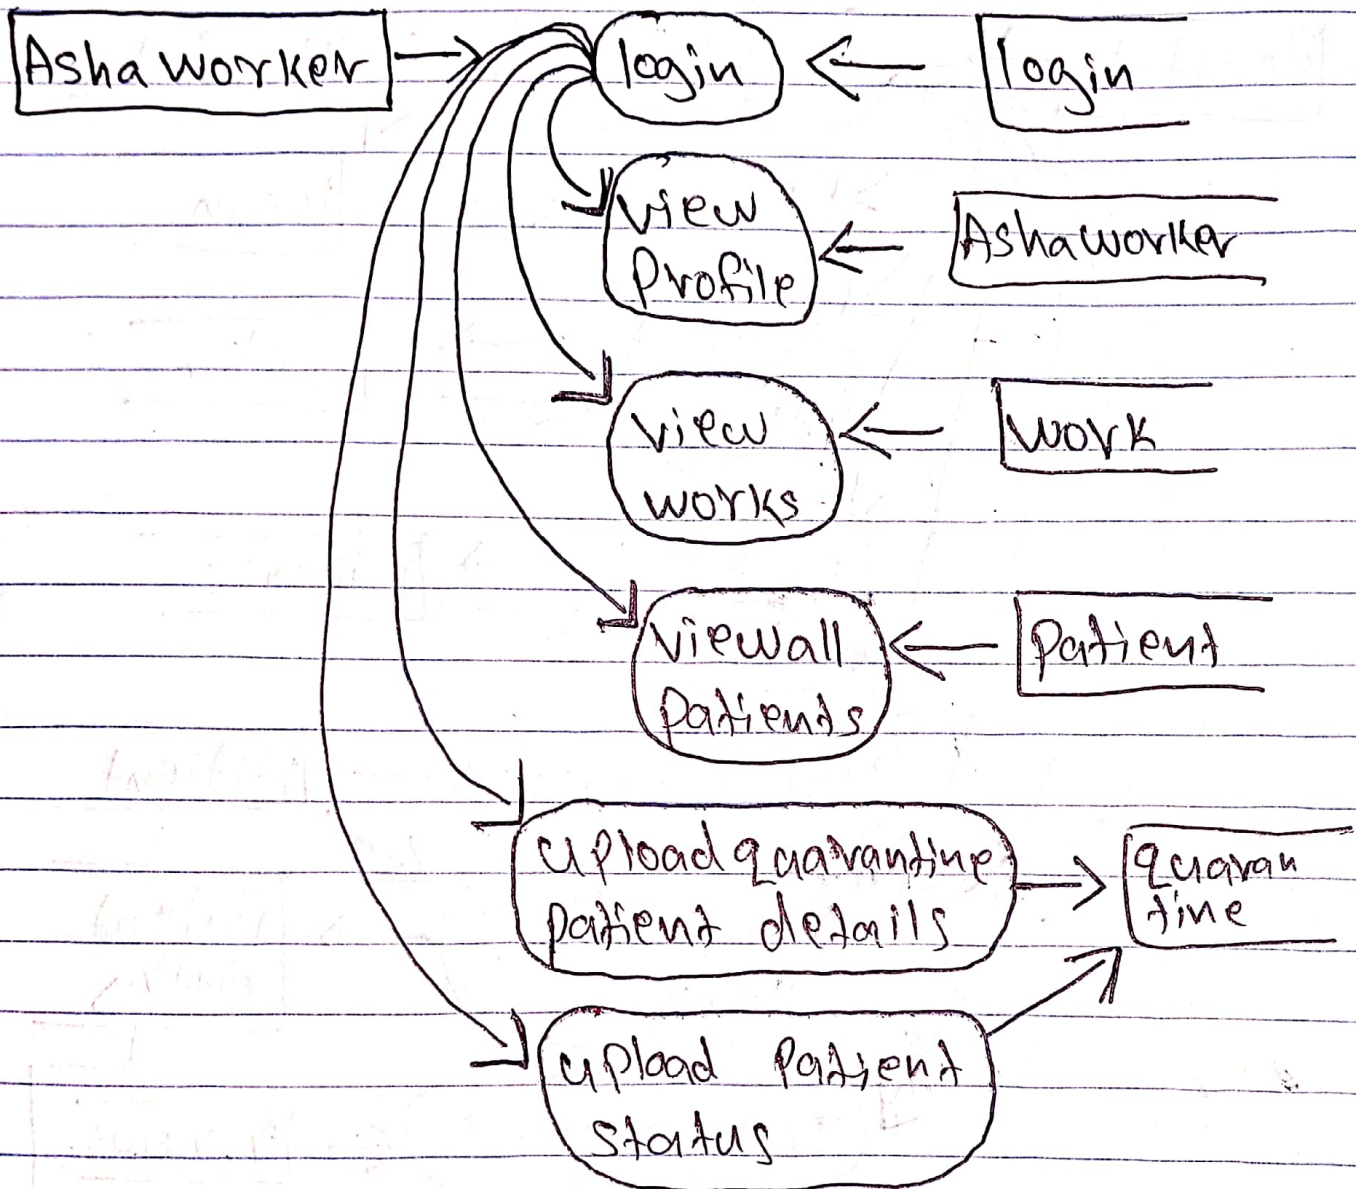 Asha worker
login
login
view
Profile
Ashaworker
view
works
work
viewall
patients
patient
upload quarantine
patient details
quaran
tine
upload patient
status